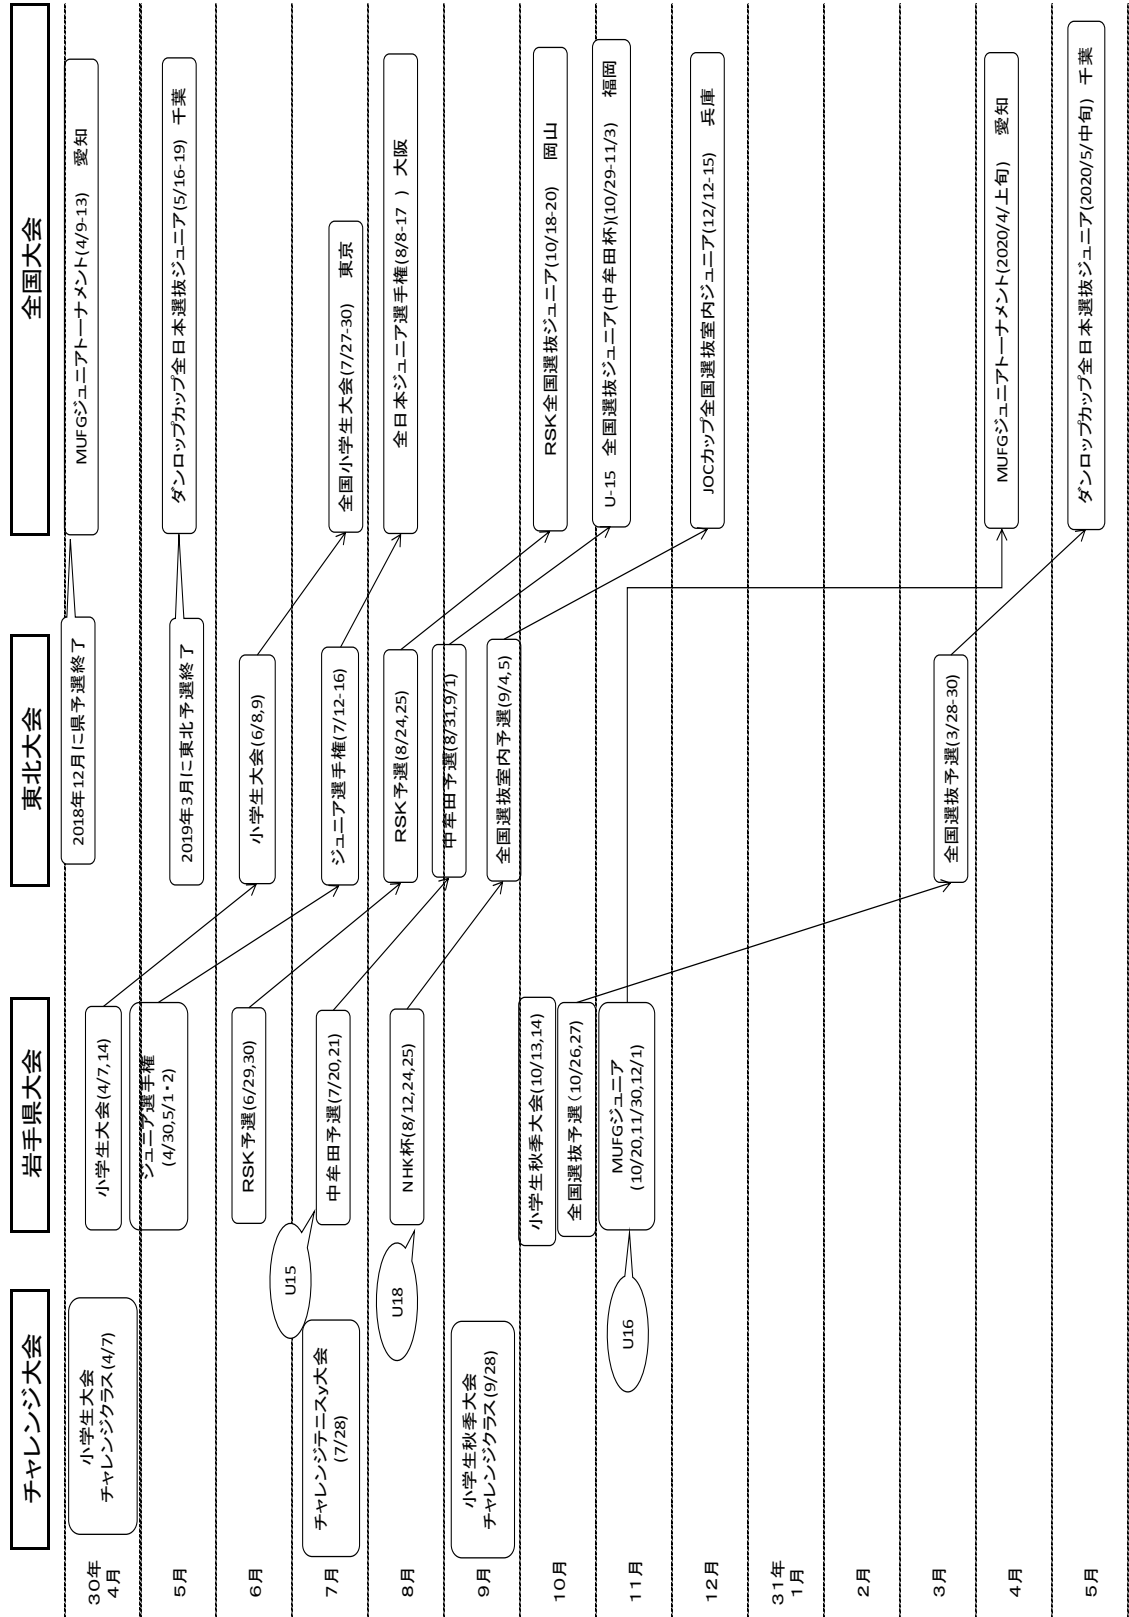 チャレンジ大会
岩手県大会
東北大会
全国大会
30年
4月
小学生大会
チャレンジクラス(4/7)
小学生大会(4/7,14)
2018年12月に県予選終了
MUFGジュニアトーナメント(4/9-13) 愛知
5月
ジュニア選手権
(4/30,5/1・2)
2019年3月に東北予選終了
ダンロップカップ全日本選抜ジュニア(5/16-19) 千葉
6月
RSK予選(6/29,30)
小学生大会(6/8,9)
7月
チャレンジテニスy大会
(7/28)
U15
中牟田予選(7/20,21)
ジュニア選手権(7/12-16)
全国小学生大会(7/27-30) 東京
8月
U18
NHK杯(8/12,24,25)
RSK予選(8/24,25)
全日本ジュニア選手権(8/8-17 ) 大阪
9月
小学生秋季大会
チャレンジクラス(9/28)
中牟田予選(8/31,9/1)
全国選抜室内予選(9/4,5)
10月
小学生秋季大会(10/13,14)
全国選抜予選(10/26,27)
RSK全国選抜ジュニア(10/18-20) 岡山
11月
U16
MUFGジュニア
(10/20,11/30,12/1)
U-15 全国選抜ジュニア(中牟田杯)(10/29-11/3) 福岡
12月
JOCカップ全国選抜室内ジュニア(12/12-15) 兵庫
31年
1月
2月
3月
全国選抜予選(3/28-30)
4月
MUFGジュニアトーナメント(2020/4/上旬) 愛知
5月
ダンロップカップ全日本選抜ジュニア(2020/5/中旬) 千葉